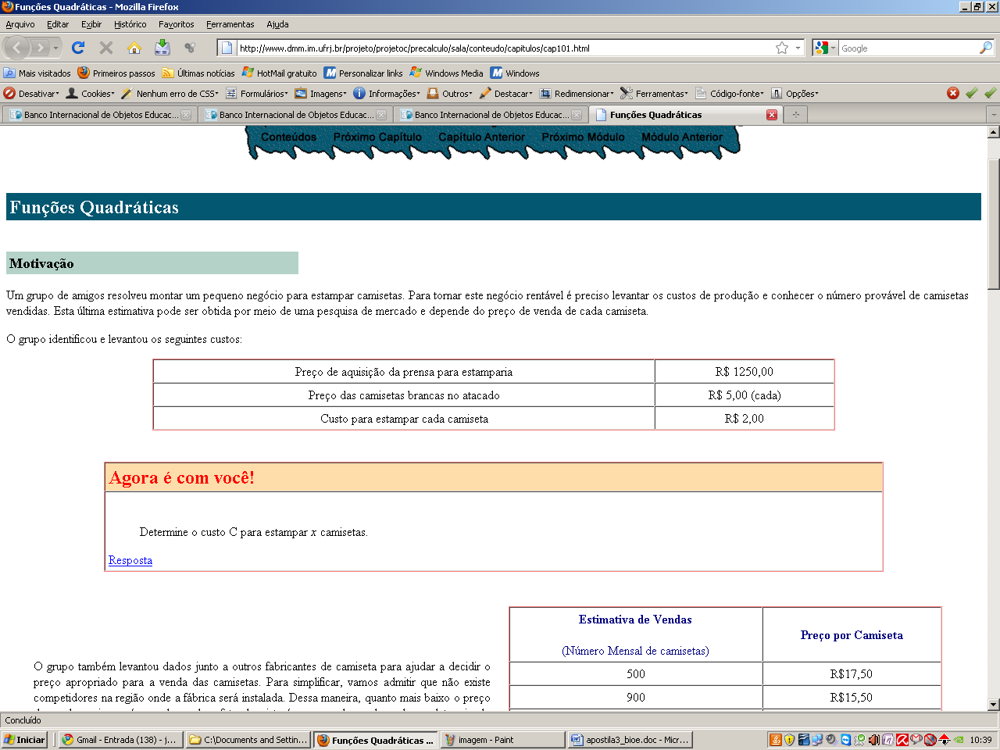 Funções Quadráticas - Mozilla Firefox
Arquivo Editar Exibir Histórico Favoritos Ferramentas Ajuda
http://www.dmm.im.ufrj.br/projeto/projetoc/precalculo/sala/conteudo/capitulos/cap101.html
Google
Mais visitados Primeiros passos Últimas notícias HotMail gratuito Personalizar links Windows Media Windows
Desativar Cookies Nenhum erro de CSS Formulários Imagens Informações Outros Destacar Redimensionar Ferramentas Código-fonte Opções
Banco Internacional de Objetos Educac... Banco Internacional de Objetos Educac... Banco Internacional de Objetos Educac... Funções Quadráticas
Conteúdos Próximo Capítulo Capítulo Anterior Próximo Módulo Módulo Anterior
Funções Quadráticas
Motivação
Um grupo de amigos resolveu montar um pequeno negócio para estampar camisetas. Para tornar este negócio rentável é preciso levantar os custos de produção e conhecer o número provável de camisetas
vendidas. Esta última estimativa pode ser obtida por meio de uma pesquisa de mercado e depende do preço de venda de cada camiseta.
O grupo identificou e levantou os seguintes custos:
Preço de aquisição da prensa para estamparia R$ 1250,00
Preço das camisetas brancas no atacado R$ 5,00 (cada)
Custo para estampar cada camiseta R$ 2,00
Agora é com você!
Determine o custo C para estampar x camisetas.
Resposta
Estimativa de Vendas
(Número Mensal de camisetas)
Preço por Camiseta
500 R$17,50
900 R$15,50
O grupo também levantou dados junto a outros fabricantes de camiseta para ajudar a decidir o
preço apropriado para a venda das camisetas. Para simplificar, vamos admitir que não existe
competidores na região onde a fábrica será instalada. Dessa maneira, quanto mais baixo o preço
Concluído
Iniciar Gmail - Entrada (138) - j... C:\Documents and Settin... Funções Quadráticas ... imagem - Paint apostila3_bioe.doc - Micr... 10:39